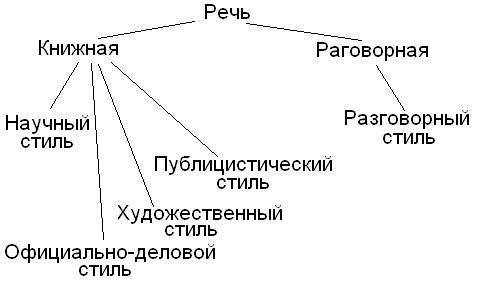 Речь
Книжная
Раговорная
Научный
стиль
Разговорный
стиль
Публицистический
стиль
Художественный
стиль
Официально-деловой
стиль